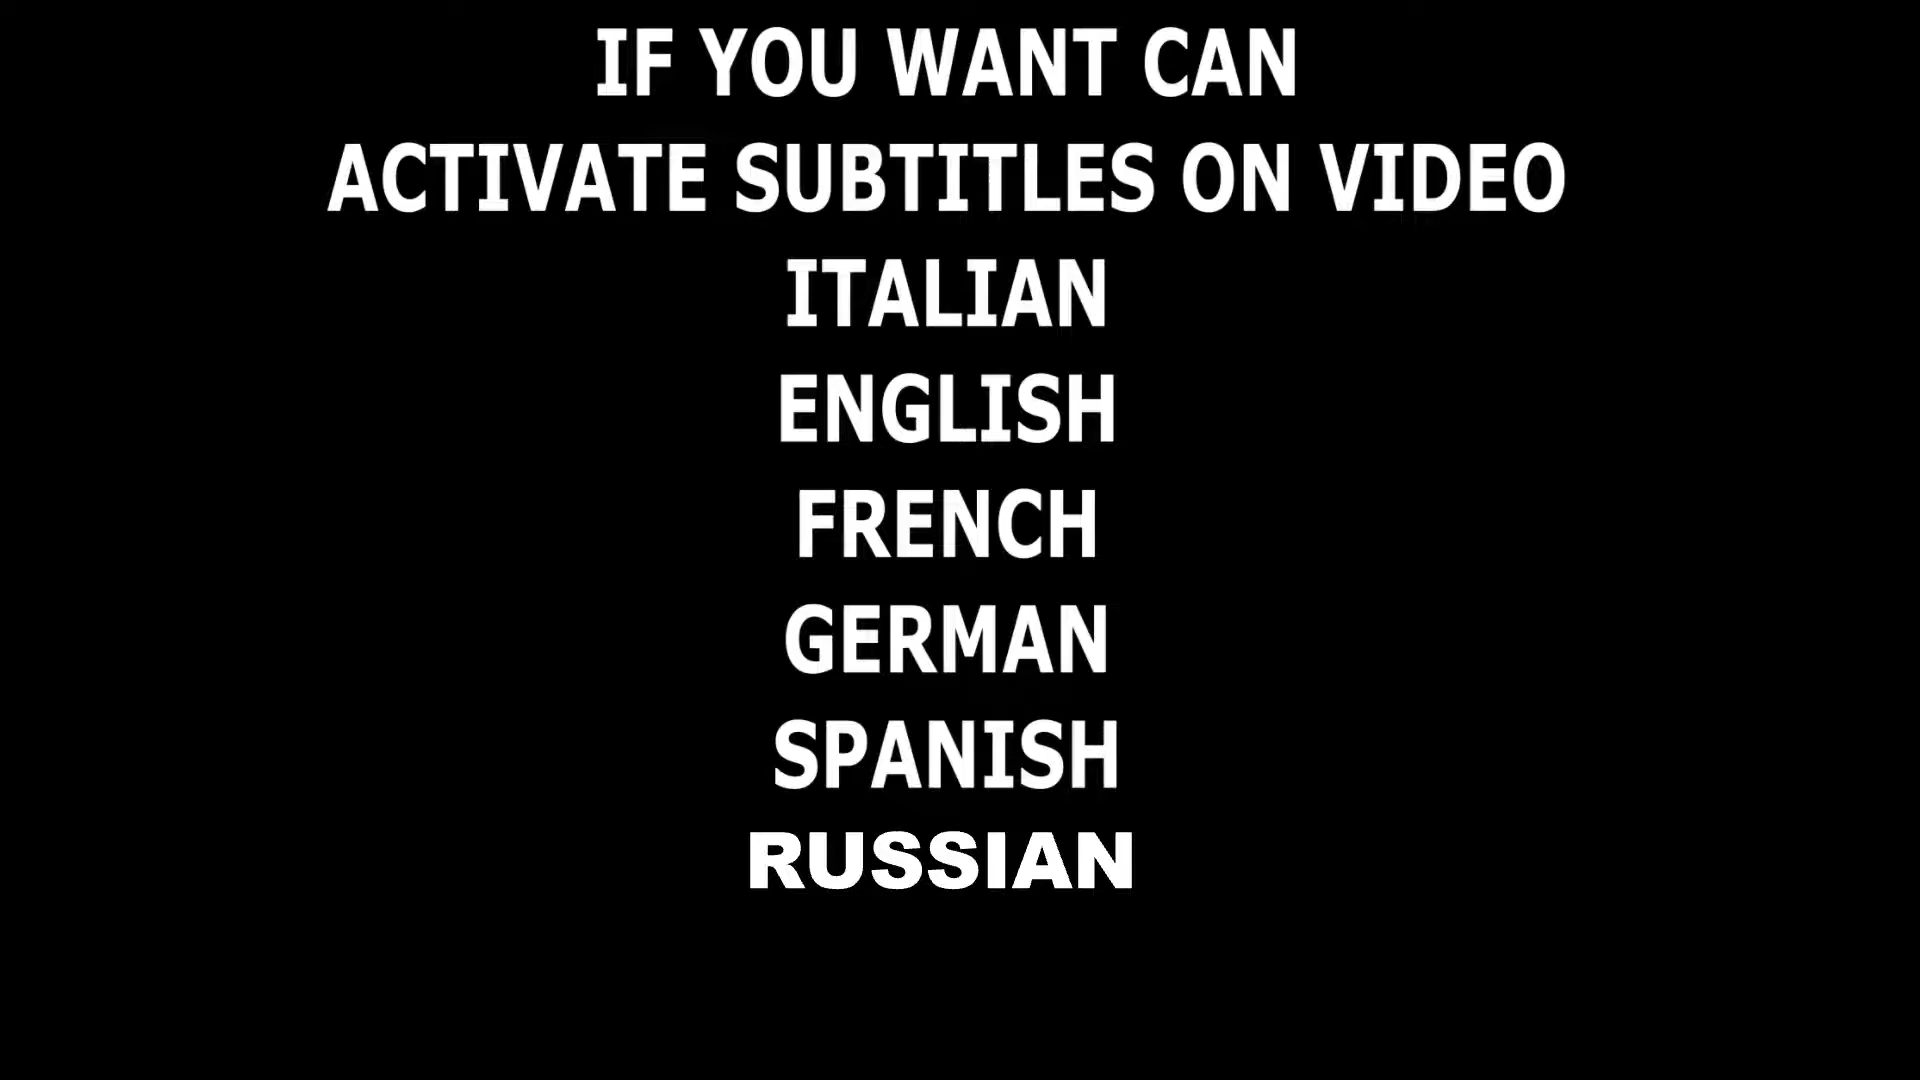 IF YOU WANT CAN
ACTIVATE SUBTITLES ON VIDEO
ITALIAN
ENGLISH
FRENCH
GERMAN
SPANISH
RUSSIAN